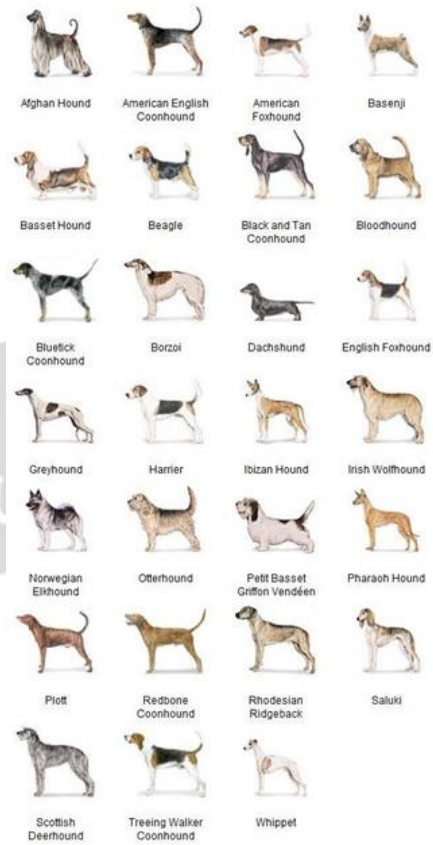 Afghan Hound
American English
Coonhound
American
Foxhound
Basenji
Basset Hound
Beagle
Black and Tan
Coonhound
Bloodhound
Bluetick
Coonhound
Borzoi
Dachshund
English Foxhound
Greyhound
Harrier
Ibizan Hound
Irish Wolfhound
Norwegian
Elkhound
Otterhound
Petit Basset
Griffon Vendéen
Pharaoh Hound
Plott
Redbone
Coonhound
Rhodesian
Ridgeback
Saluki
Scottish
Deerhound
Treeing Walker
Coonhound
Whippet